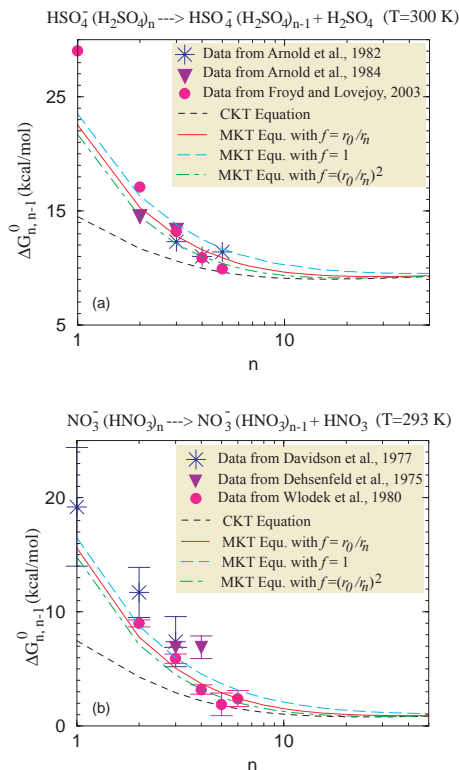 HSO₄⁻(H₂SO₄)ₙ ---> HSO₄⁻(H₂SO₄)ₙ₋₁ + H₂SO₄ (T=300 K)
Data from Arnold et al., 1982
Data from Arnold et al., 1984
Data from Froyd and Lovejoy, 2003
CKT Equation
MKT Equ. with f = r₀/rₙ
MKT Equ. with f = 1
MKT Equ. with f=(r₀/rₙ)²
ΔG⁰ₙ,ₙ₋₁ (kcal/mol)
25
15
5
(a)
1
10
n
NO₃⁻(HNO₃)ₙ ---> NO₃⁻(HNO₃)ₙ₋₁ + HNO₃ (T=293 K)
Data from Davidson et al., 1977
Data from Dehsenfeld et al., 1975
Data from Wlodek et al., 1980
CKT Equation
MKT Equ. with f = r₀/rₙ
MKT Equ. with f = 1
MKT Equ. with f=(r₀/rₙ)²
ΔG⁰ₙ,ₙ₋₁ (kcal/mol)
20
10
0
(b)
1
10
n